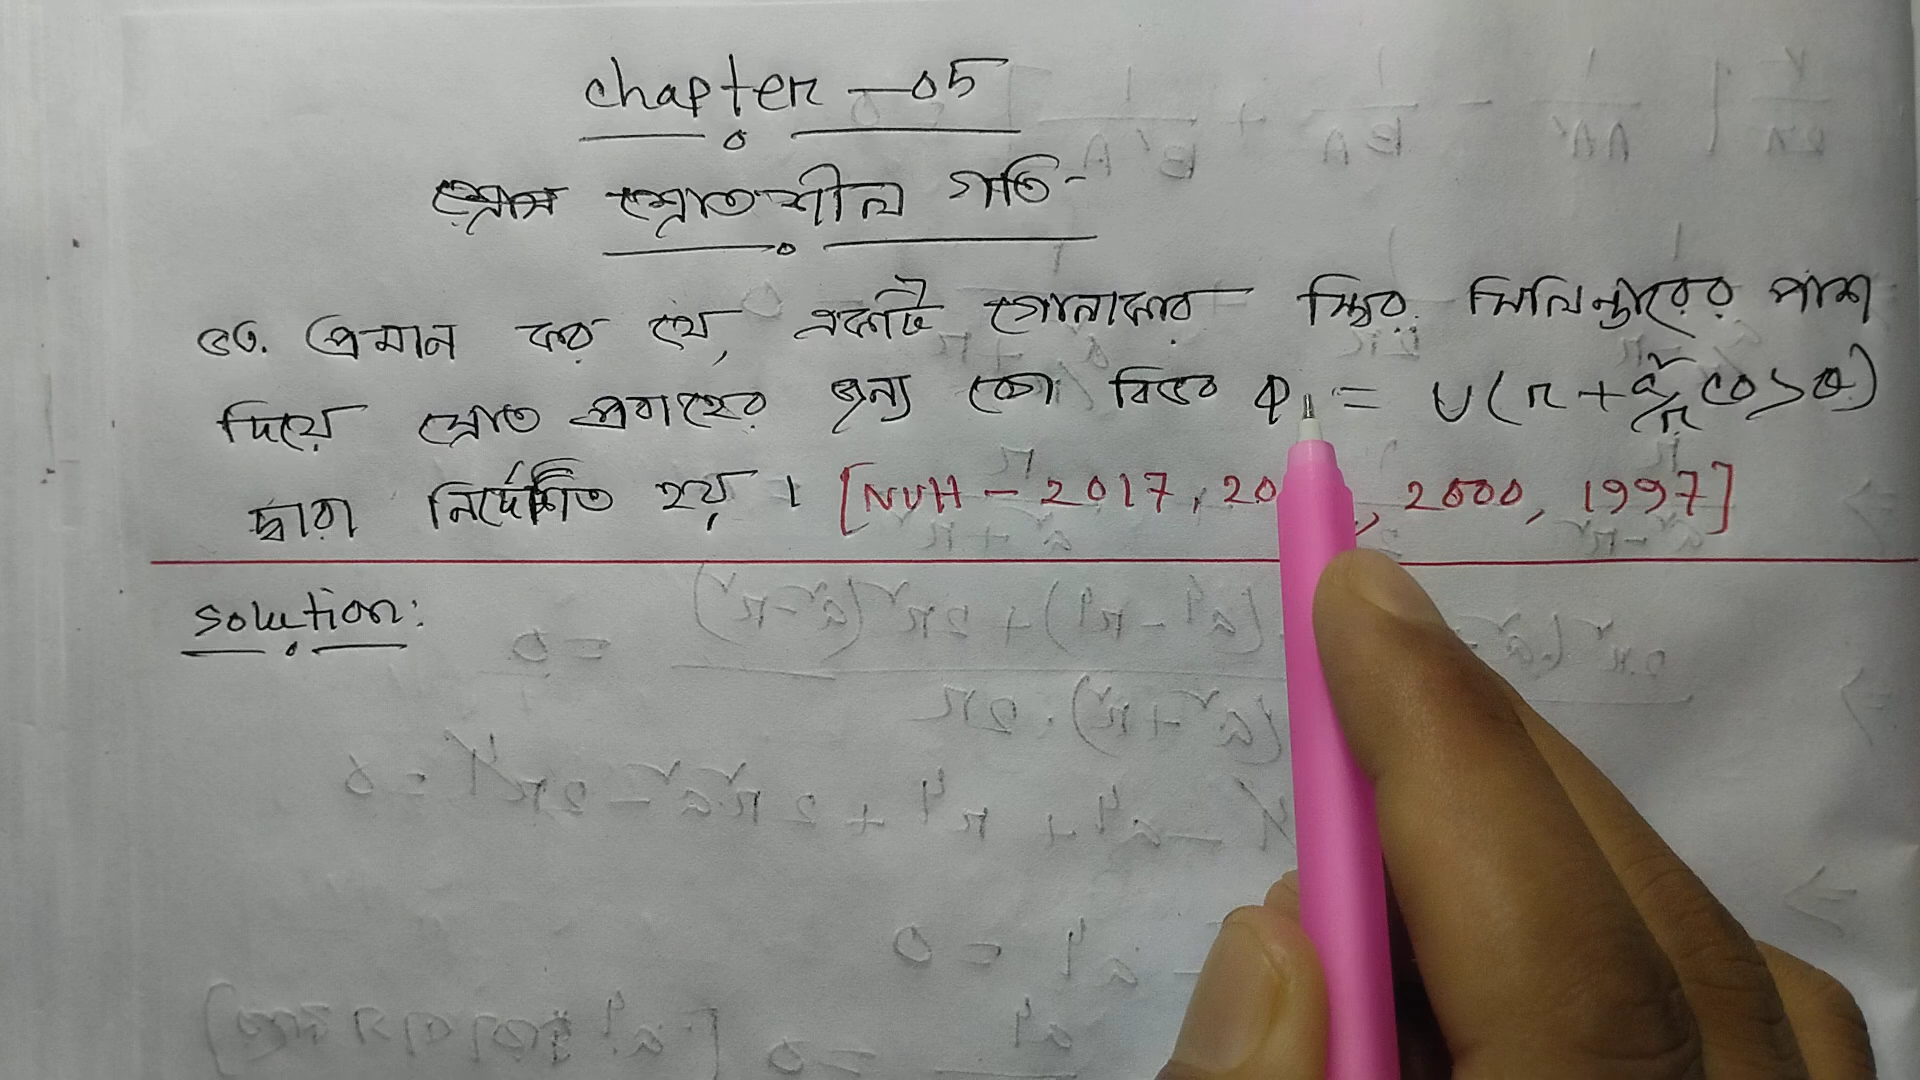 chapter - 05
স্রোতশীল গতি -
৩৩. প্রমান কর যে, একটি গোলাকার স্থির সিলিন্ডারের পাশ
দিয়ে স্রোত প্রবাহের জন্য বেগ বিভব φ = U(r + a²/r cosθ)
দ্বারা নির্দেশিত হয়। [NUH - 2017, 20 , 2000, 1997]
Solution: